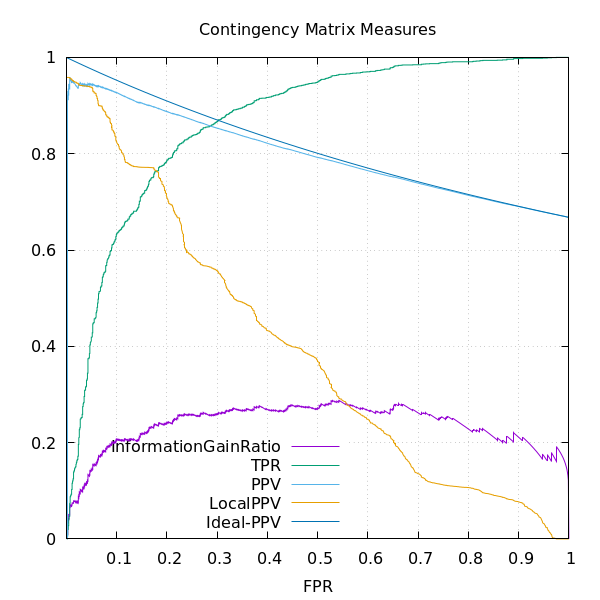 Contingency Matrix Measures
1
0.8
0.6
0.4
0.2
0
InformationGainRatio
TPR
PPV
LocalPPV
Ideal-PPV
0.1 0.2 0.3 0.4 0.5 0.6 0.7 0.8 0.9 1
FPR